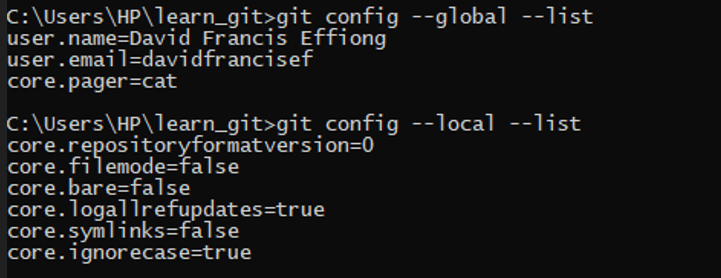 C:\Users\HP\learn_git>git config --global --list
user.name=David Francis Effiong
user.email=davidfrancisef
core.pager=cat
C:\Users\HP\learn_git>git config --local --list
core.repositoryformatversion=0
core.filemode=false
core.bare=false
core.logallrefupdates=true
core.symlinks=false
core.ignorecase=true